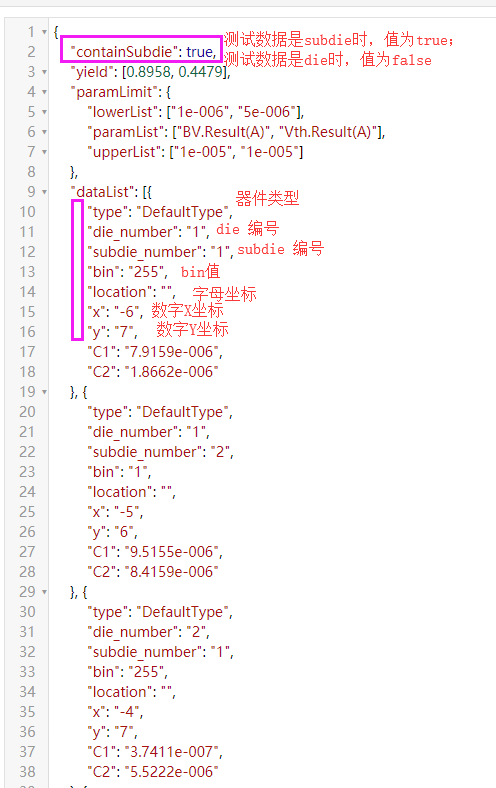 1 {
2 "containSubdie": true, 测试数据是subdie时，值为true；
测试数据是die时，值为false
3 "yield": [0.8958, 0.4479],
4 "paramLimit": {
5 "lowerList": ["1e-006", "5e-006"],
6 "paramList": ["BV.Result(A)", "Vth.Result(A)"],
7 "upperList": ["1e-005", "1e-005"]
8 },
9 "dataList": [{ 器件类型
10 "type": "DefaultType",
11 "die_number": "1", die 编号
12 "subdie_number": "1", subdie 编号
13 "bin": "255", bin值
14 "location": "", 字母坐标
15 "x": "-6", 数字X坐标
16 "y": "7", 数字Y坐标
17 "C1": "7.9159e-006",
18 "C2": "1.8662e-006"
19 }, {
20 "type": "DefaultType",
21 "die_number": "1",
22 "subdie_number": "2",
23 "bin": "1",
24 "location": "",
25 "x": "-5",
26 "y": "6",
27 "C1": "9.5155e-006",
28 "C2": "8.4159e-006"
29 }, {
30 "type": "DefaultType",
31 "die_number": "2",
32 "subdie_number": "1",
33 "bin": "255",
34 "location": "",
35 "x": "-4",
36 "y": "7",
37 "C1": "3.7411e-007",
38 "C2": "5.5222e-006"